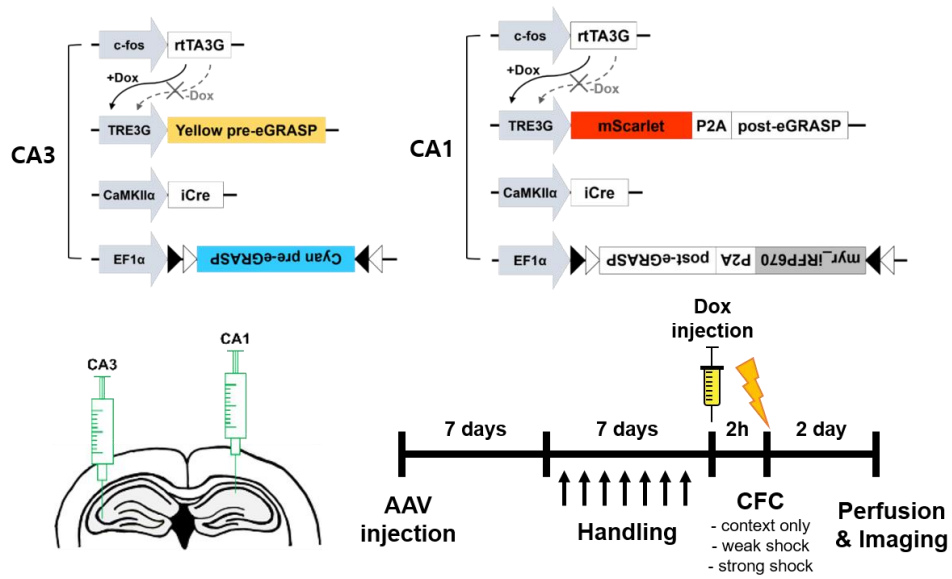 CA3
c-fos rtTA3G
+Dox
-Dox
TRE3G Yellow pre-eGRASP
CaMKIIα iCre
EF1α Cyan pre-eGRASP
CA1
c-fos rtTA3G
+Dox
-Dox
TRE3G mScarlet P2A post-eGRASP
CaMKIIα iCre
EF1α post-eGRASP P2A myr_iRFP670
CA3
CA1
Dox
injection
7 days 7 days 2h 2 day
AAV
injection
Handling
CFC
- context only
- weak shock
- strong shock
Perfusion
& Imaging